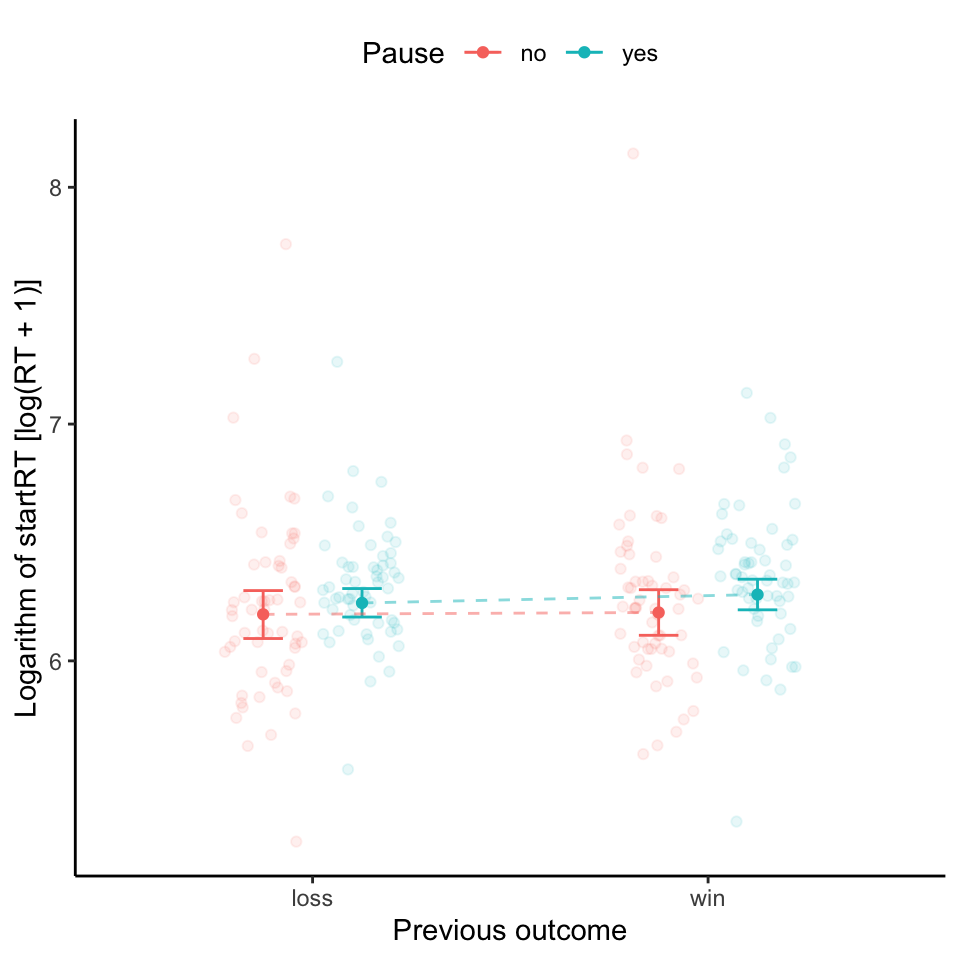 Pause no yes
Logarithm of startRT [log(RT + 1)]
8
7
6
loss win
Previous outcome